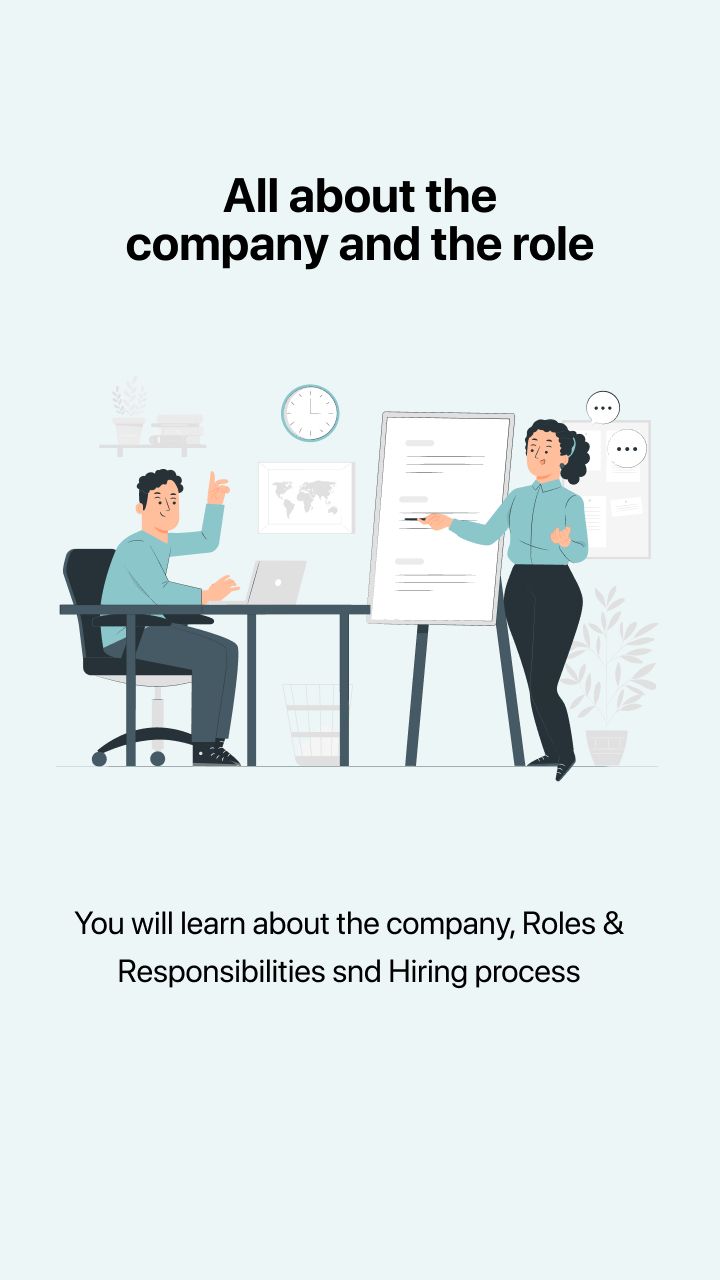 All about the
company and the role
You will learn about the company, Roles &
Responsibilities snd Hiring process